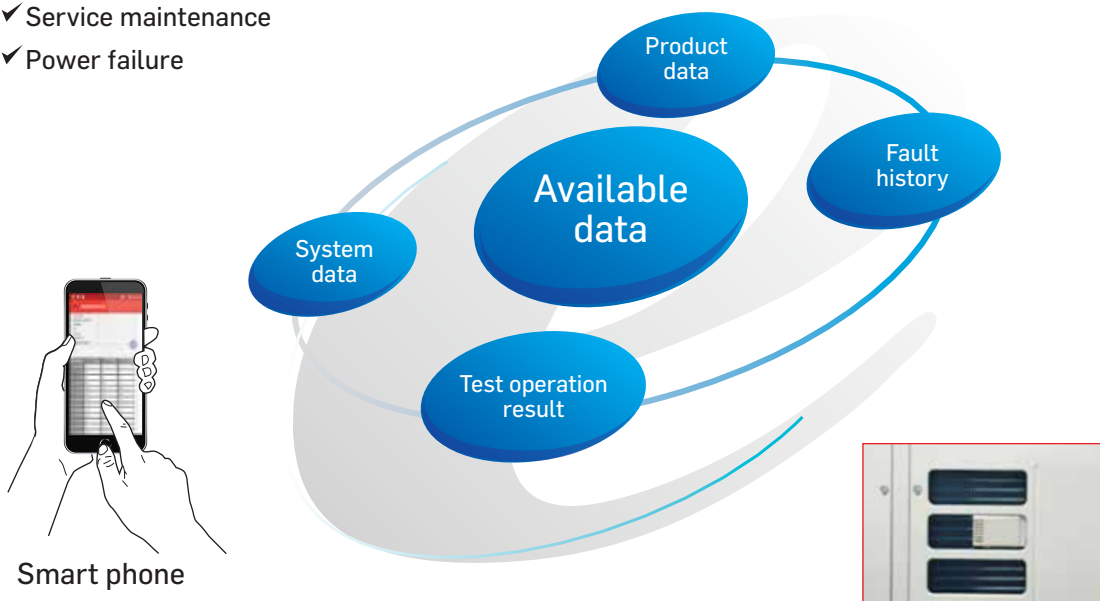 ✓ Service maintenance
✓ Power failure
Product
data
Fault
history
Available
data
System
data
Test operation
result
Smart phone